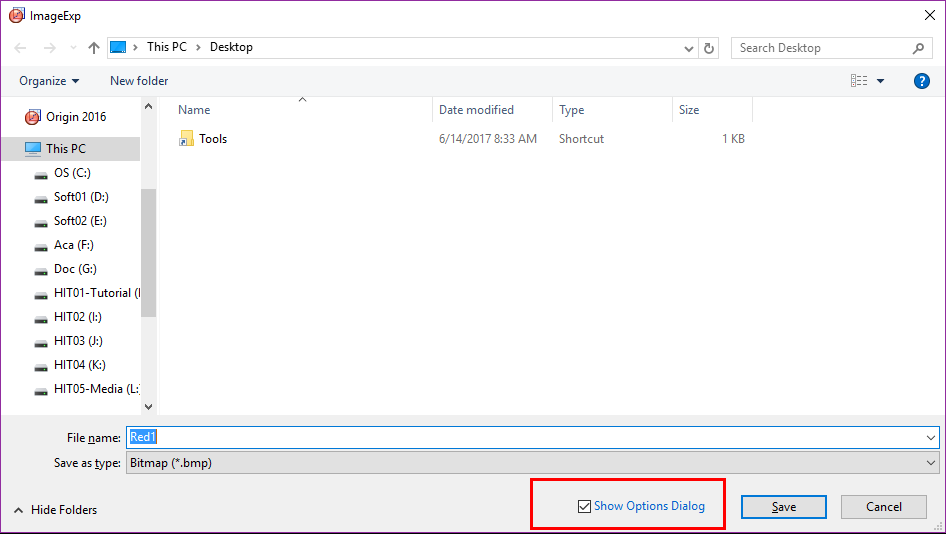 ImageExp
This PC > Desktop
Search Desktop
Organize
New folder
Name Date modified Type Size
Tools 6/14/2017 8:33 AM Shortcut 1 KB
Origin 2016
This PC
OS (C:)
Soft01 (D:)
Soft02 (E:)
Aca (F:)
Doc (G:)
HIT01-Tutorial (
HIT02 (I:)
HIT03 (J:)
HIT04 (K:)
HIT05-Media (L:
File name: Red1
Save as type: Bitmap (*.bmp)
Hide Folders
Show Options Dialog
Save
Cancel